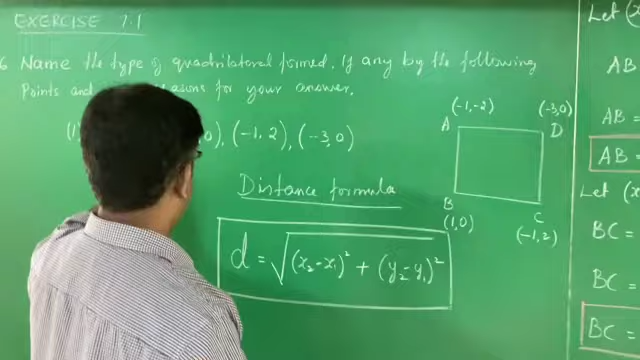 EXERCISE 7.1
6 Name the type of quadrilateral formed, if any by the following
Points and for your answer.
(1) 0), (-1, 2), (-3, 0)
Distance formula
d = √(x₂-x₁)² + (y₂-y₁)²
(-1, -2)
(-3, 0)
A
D
B
C
(1, 0)
(-1, 2)
Let
AB
AB =
AB =
Let
BC =
BC =
BC =